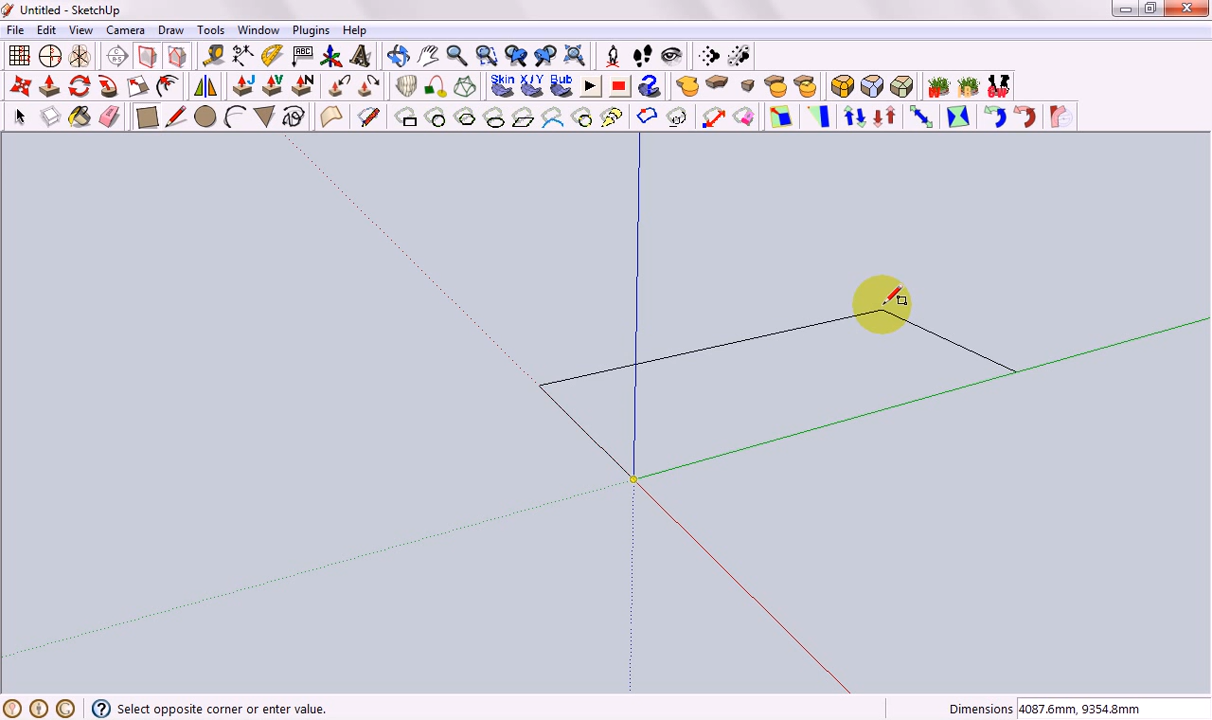 Untitled - SketchUp
File Edit View Camera Draw Tools Window Plugins Help
ABC A
J V N Skin X/Y Bub
Select opposite corner or enter value. Dimensions 4087.6mm, 9354.8mm